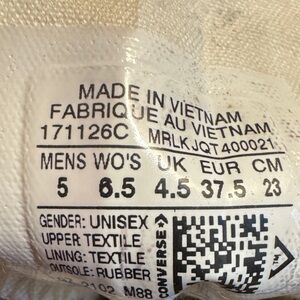 MADE IN VIETNAM
FABRIQUE AU VIETNAM
171126C MRLKJQT400021
MENS WO'S UK EUR CM
5 6.5 4.5 37.5 23
GENDER: UNISEX
UPPER:TEXTILE
LINING: TEXTILE
OUTSOLE: RUBBER
2102 M88
CONVERSE